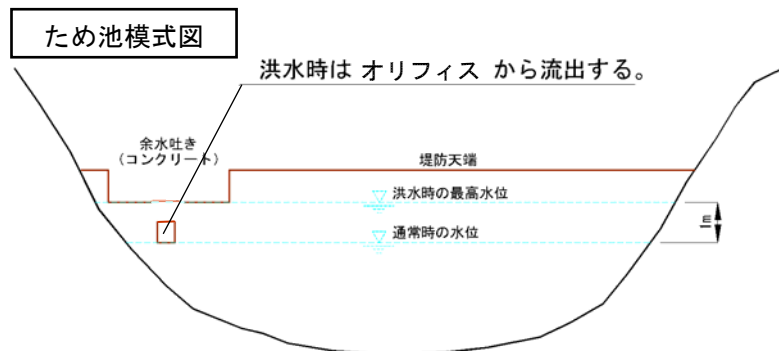 ため池模式図
洪水時は オリフィス から流出する。
余水吐き
（コンクリート）
堤防天端
洪水時の最高水位
通常時の水位
1m